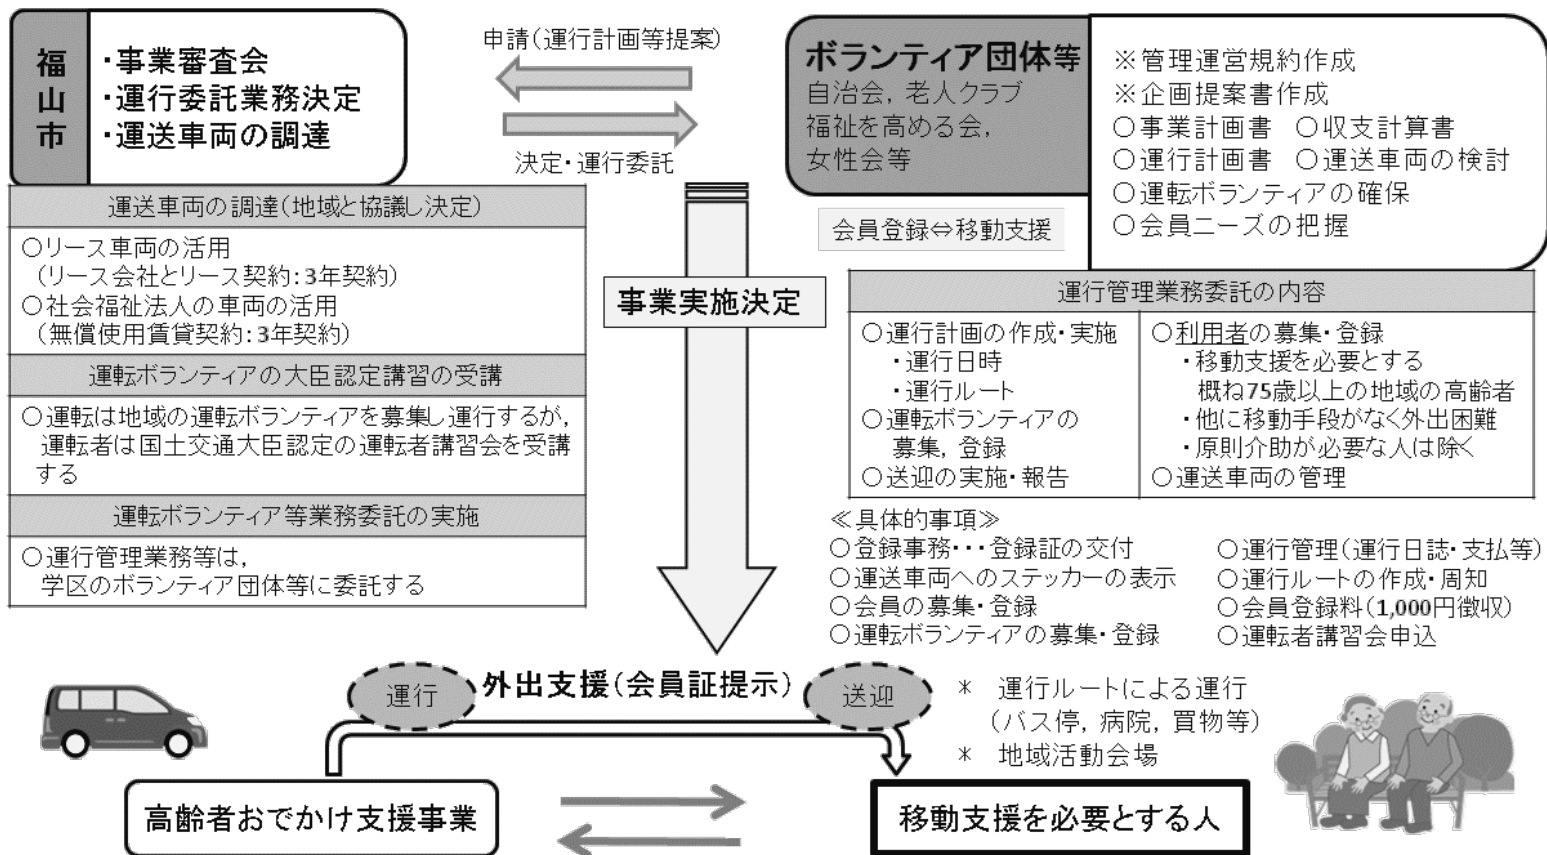 福山市
・事業審査会
・運行委託業務決定
・運送車両の調達
申請(運行計画等提案)
決定・運行委託
ボランティア団体等
自治会, 老人クラブ
福祉を高める会,
女性会等
※管理運営規約作成
※企画提案書作成
○事業計画書 ○収支計算書
○運行計画書 ○運送車両の検討
○運転ボランティアの確保
○会員ニーズの把握
会員登録⇔移動支援
運送車両の調達(地域と協議し決定)
○リース車両の活用
(リース会社とリース契約:3年契約)
○社会福祉法人の車両の活用
(無償使用賃貸契約:3年契約)
運転ボランティアの大臣認定講習の受講
○運転は地域の運転ボランティアを募集し運行するが,
運転者は国土交通大臣認定の運転者講習会を受講
する
運転ボランティア等業務委託の実施
○運行管理業務等は,
学区のボランティア団体等に委託する
事業実施決定
運行管理業務委託の内容
○運行計画の作成・実施
・運行日時
・運行ルート
○運転ボランティアの
募集, 登録
○送迎の実施・報告
○利用者の募集・登録
・移動支援を必要とする
概ね75歳以上の地域の高齢者
・他に移動手段がなく外出困難
・原則介助が必要な人は除く
○運送車両の管理
≪具体的事項≫
○登録事務・・・登録証の交付
○運送車両へのステッカーの表示
○会員の募集・登録
○運転ボランティアの募集・登録
○運行管理(運行日誌・支払等)
○運行ルートの作成・周知
○会員登録料(1,000円徴収)
○運転者講習会申込
運行
外出支援(会員証提示)
送迎
* 運行ルートによる運行
(バス停, 病院, 買物等)
* 地域活動会場
高齢者おでかけ支援事業
移動支援を必要とする人